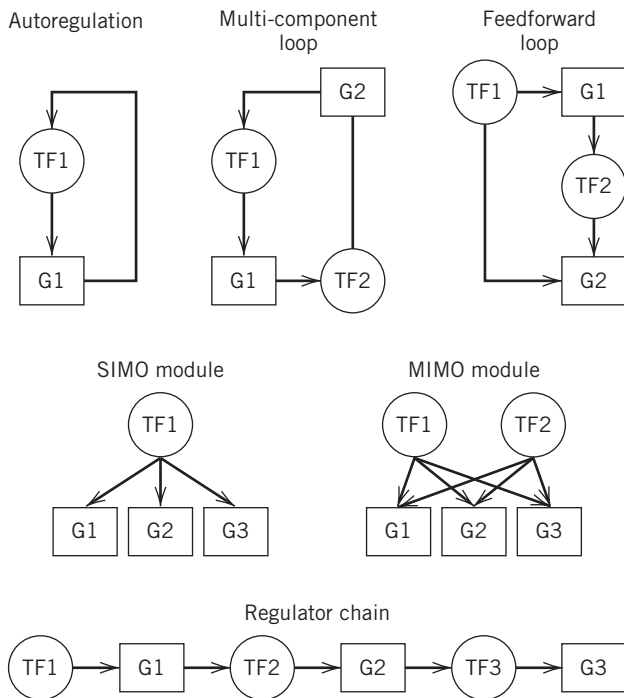 Autoregulation
Multi-component
loop
Feedforward
loop
G2
TF1 G1
TF1
TF1
TF2
G1
G1 TF2
G2
SIMO module
MIMO module
TF1
TF1 TF2
G1 G2 G3
G1 G2 G3
Regulator chain
TF1 G1 TF2 G2 TF3 G3